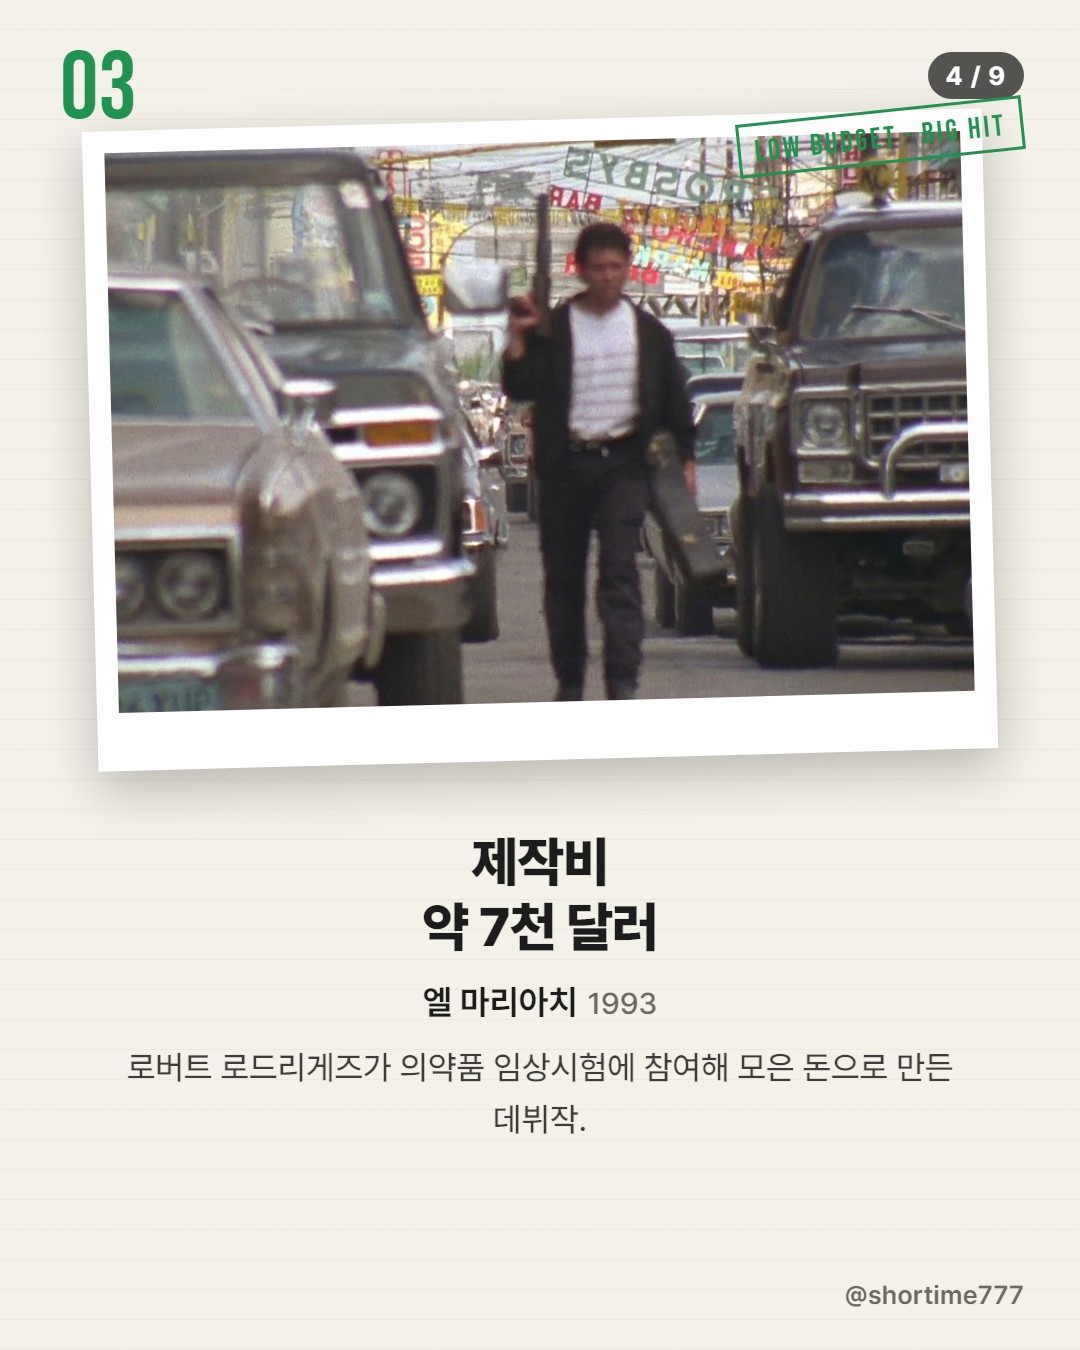 03
4 / 9
LOW BUDGET · BIG HIT
CROSBY'S
BAR
제작비
약 7천 달러
엘 마리아치 1993
로버트 로드리게즈가 의약품 임상시험에 참여해 모은 돈으로 만든
데뷔작.
@shortime777